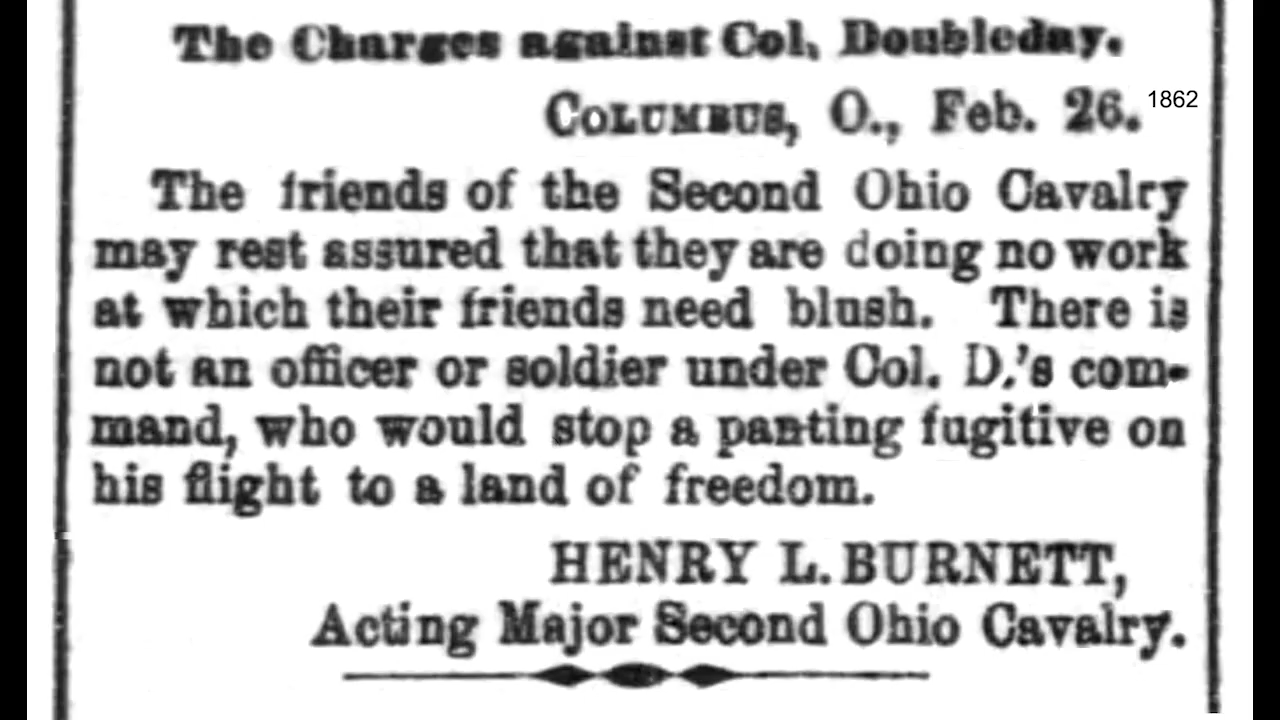 The Charges against Col. Doubleday.
COLUMBUS, O., Feb. 26. 1862
The friends of the Second Ohio Cavalry
may rest assured that they are doing no work
at which their friends need blush. There is
not an officer or soldier under Col. D.'s com-
mand, who would stop a panting fugitive on
his flight to a land of freedom.
HENRY L. BURNETT,
Acting Major Second Ohio Cavalry.